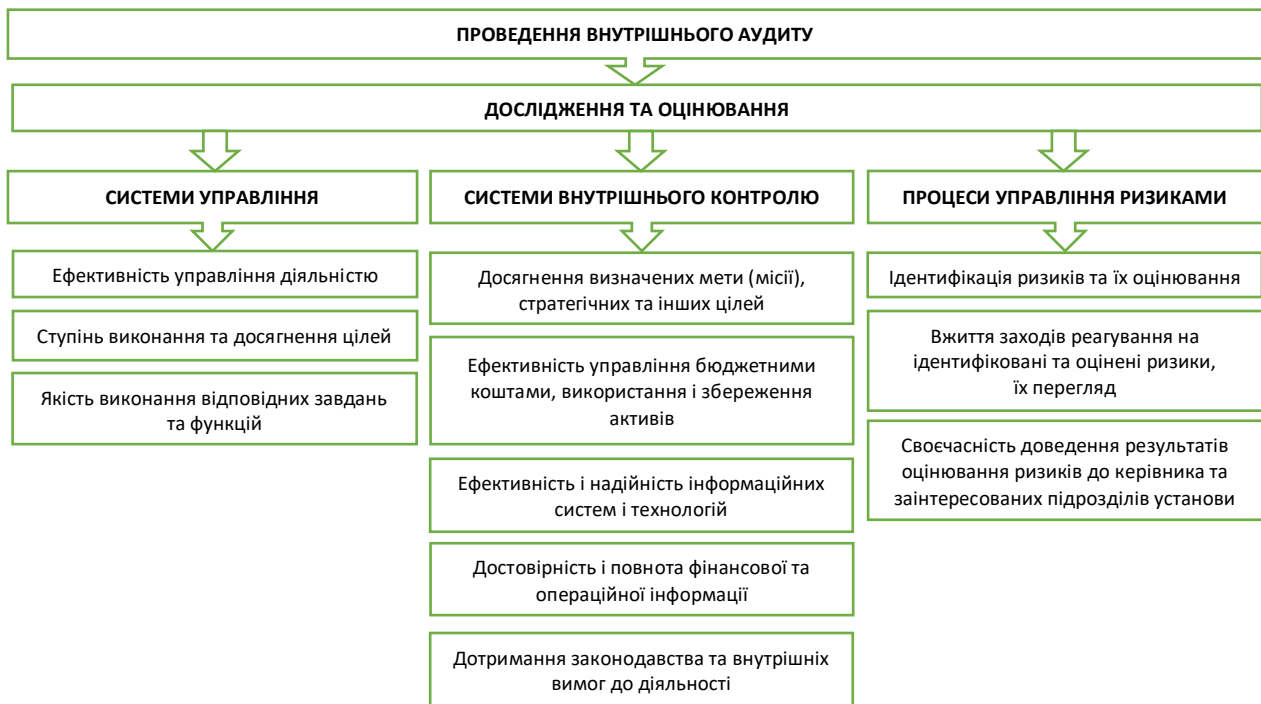 ПРОВЕДЕННЯ ВНУТРІШНЬОГО АУДИТУ
ДОСЛІДЖЕННЯ ТА ОЦІНЮВАННЯ
СИСТЕМИ УПРАВЛІННЯ
Ефективність управління діяльністю
Ступінь виконання та досягнення цілей
Якість виконання відповідних завдань
та функцій
СИСТЕМИ ВНУТРІШНЬОГО КОНТРОЛЮ
Досягнення визначених мети (місії),
стратегічних та інших цілей
Ефективність управління бюджетними
коштами, використання і збереження
активів
Ефективність і надійність інформаційних
систем і технологій
Достовірність і повнота фінансової та
операційної інформації
Дотримання законодавства та внутрішніх
вимог до діяльності
ПРОЦЕСИ УПРАВЛІННЯ РИЗИКАМИ
Ідентифікація ризиків та їх оцінювання
Вжиття заходів реагування на
ідентифіковані та оцінені ризики,
їх перегляд
Своєчасність доведення результатів
оцінювання ризиків до керівника та
заінтересованих підрозділів установи